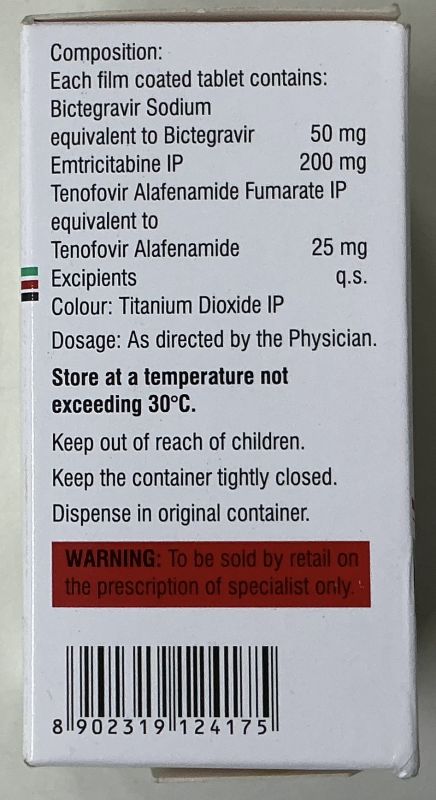 Composition:
Each film coated tablet contains:
Bictegravir Sodium
equivalent to Bictegravir 50 mg
Emtricitabine IP 200 mg
Tenofovir Alafenamide Fumarate IP
equivalent to
Tenofovir Alafenamide 25 mg
Excipients q.s.
Colour: Titanium Dioxide IP
Dosage: As directed by the Physician.
Store at a temperature not
exceeding 30°C.
Keep out of reach of children.
Keep the container tightly closed.
Dispense in original container.
WARNING: To be sold by retail on
the prescription of specialist only.
8 902319 124175